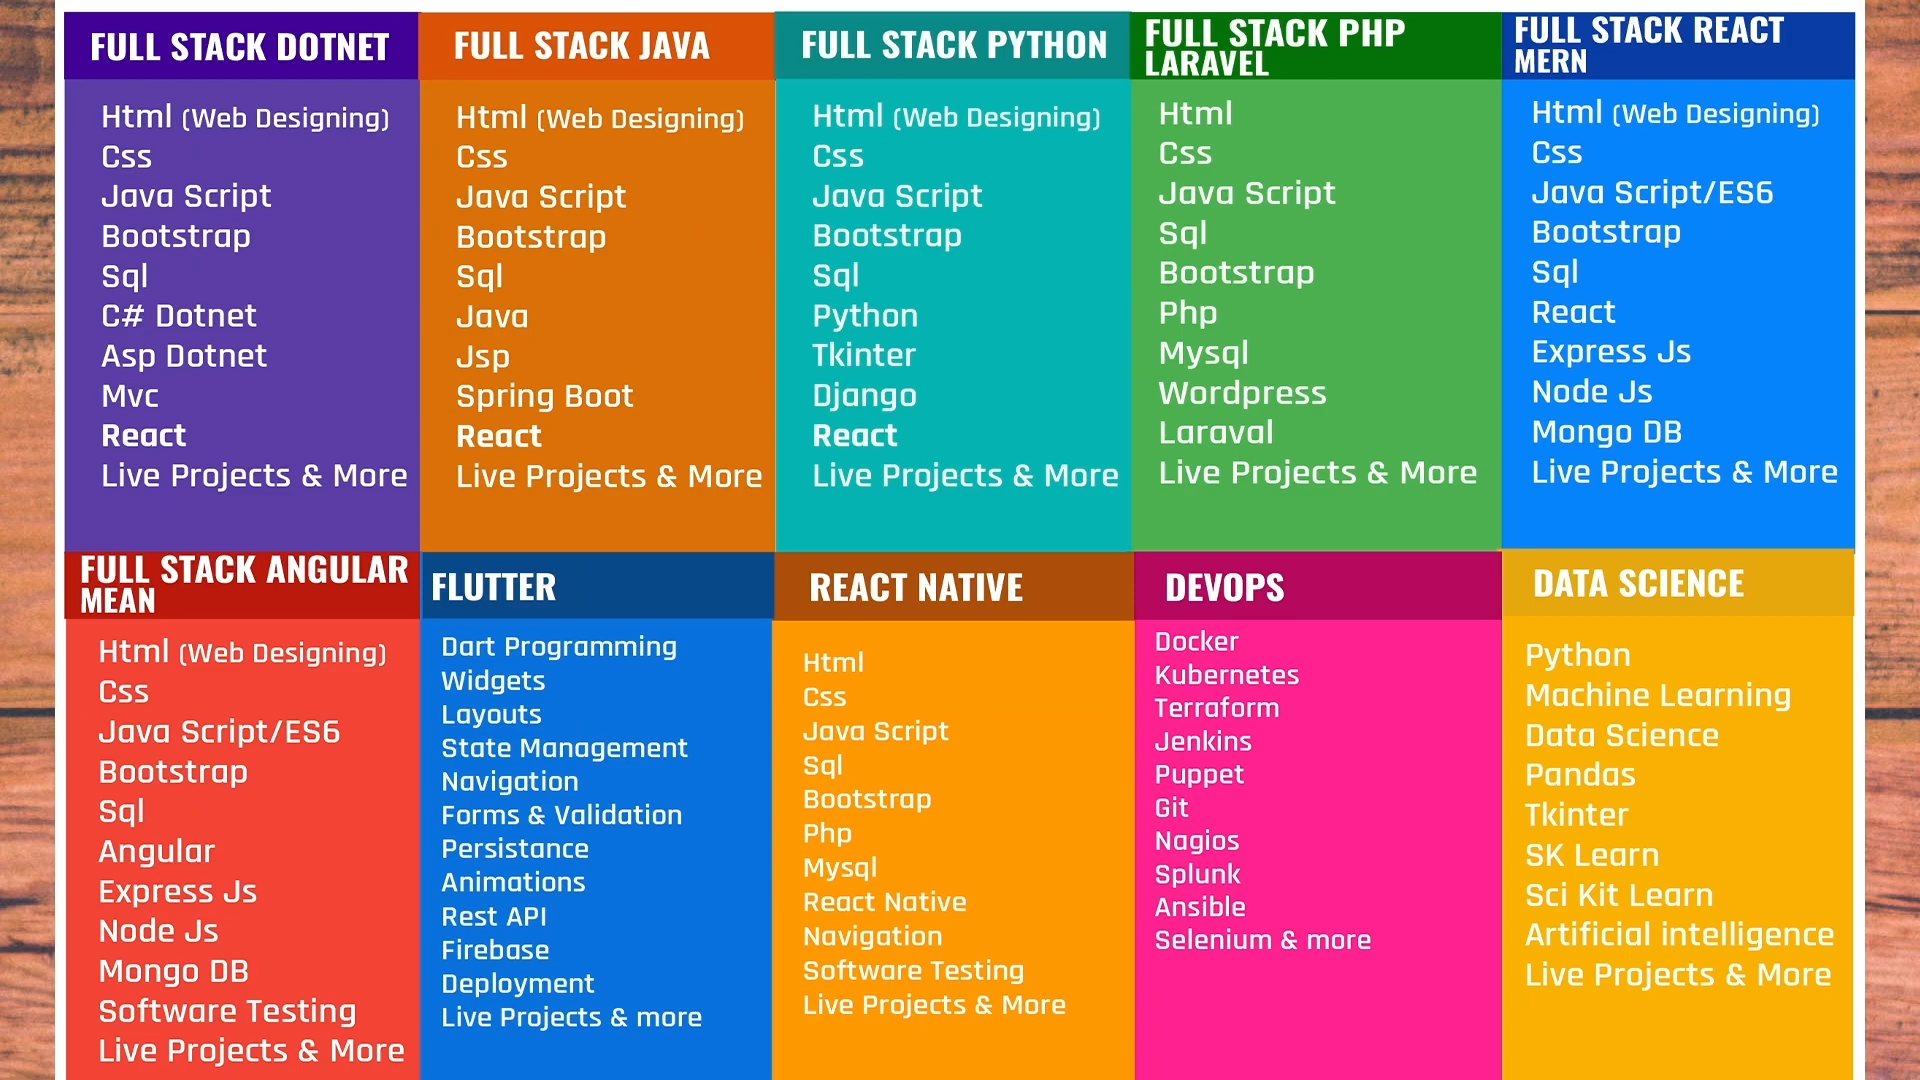 FULL STACK DOTNET
Html (Web Designing)
Css
Java Script
Bootstrap
Sql
C# Dotnet
Asp Dotnet
Mvc
React
Live Projects & More
FULL STACK JAVA
Html (Web Designing)
Css
Java Script
Bootstrap
Sql
Java
Jsp
Spring Boot
React
Live Projects & More
FULL STACK PYTHON
Html (Web Designing)
Css
Java Script
Bootstrap
Sql
Python
Tkinter
Django
React
Live Projects & More
FULL STACK PHP
LARAVEL
Html
Css
Java Script
Sql
Bootstrap
Php
Mysql
Wordpress
Laraval
Live Projects & More
FULL STACK REACT
MERN
Html (Web Designing)
Css
Java Script/ES6
Bootstrap
Sql
React
Express Js
Node Js
Mongo DB
Live Projects & More
FULL STACK ANGULAR
MEAN
Html (Web Designing)
Css
Java Script/ES6
Bootstrap
Sql
Angular
Express Js
Node Js
Mongo DB
Software Testing
Live Projects & More
FLUTTER
Dart Programming
Widgets
Layouts
State Management
Navigation
Forms & Validation
Persistance
Animations
Rest API
Firebase
Deployment
Live Projects & more
REACT NATIVE
Html
Css
Java Script
Sql
Bootstrap
Php
Mysql
React Native
Navigation
Software Testing
Live Projects & More
DEVOPS
Docker
Kubernetes
Terraform
Jenkins
Puppet
Git
Nagios
Splunk
Ansible
Selenium & more
DATA SCIENCE
Python
Machine Learning
Data Science
Pandas
Tkinter
SK Learn
Sci Kit Learn
Artificial intelligence
Live Projects & More